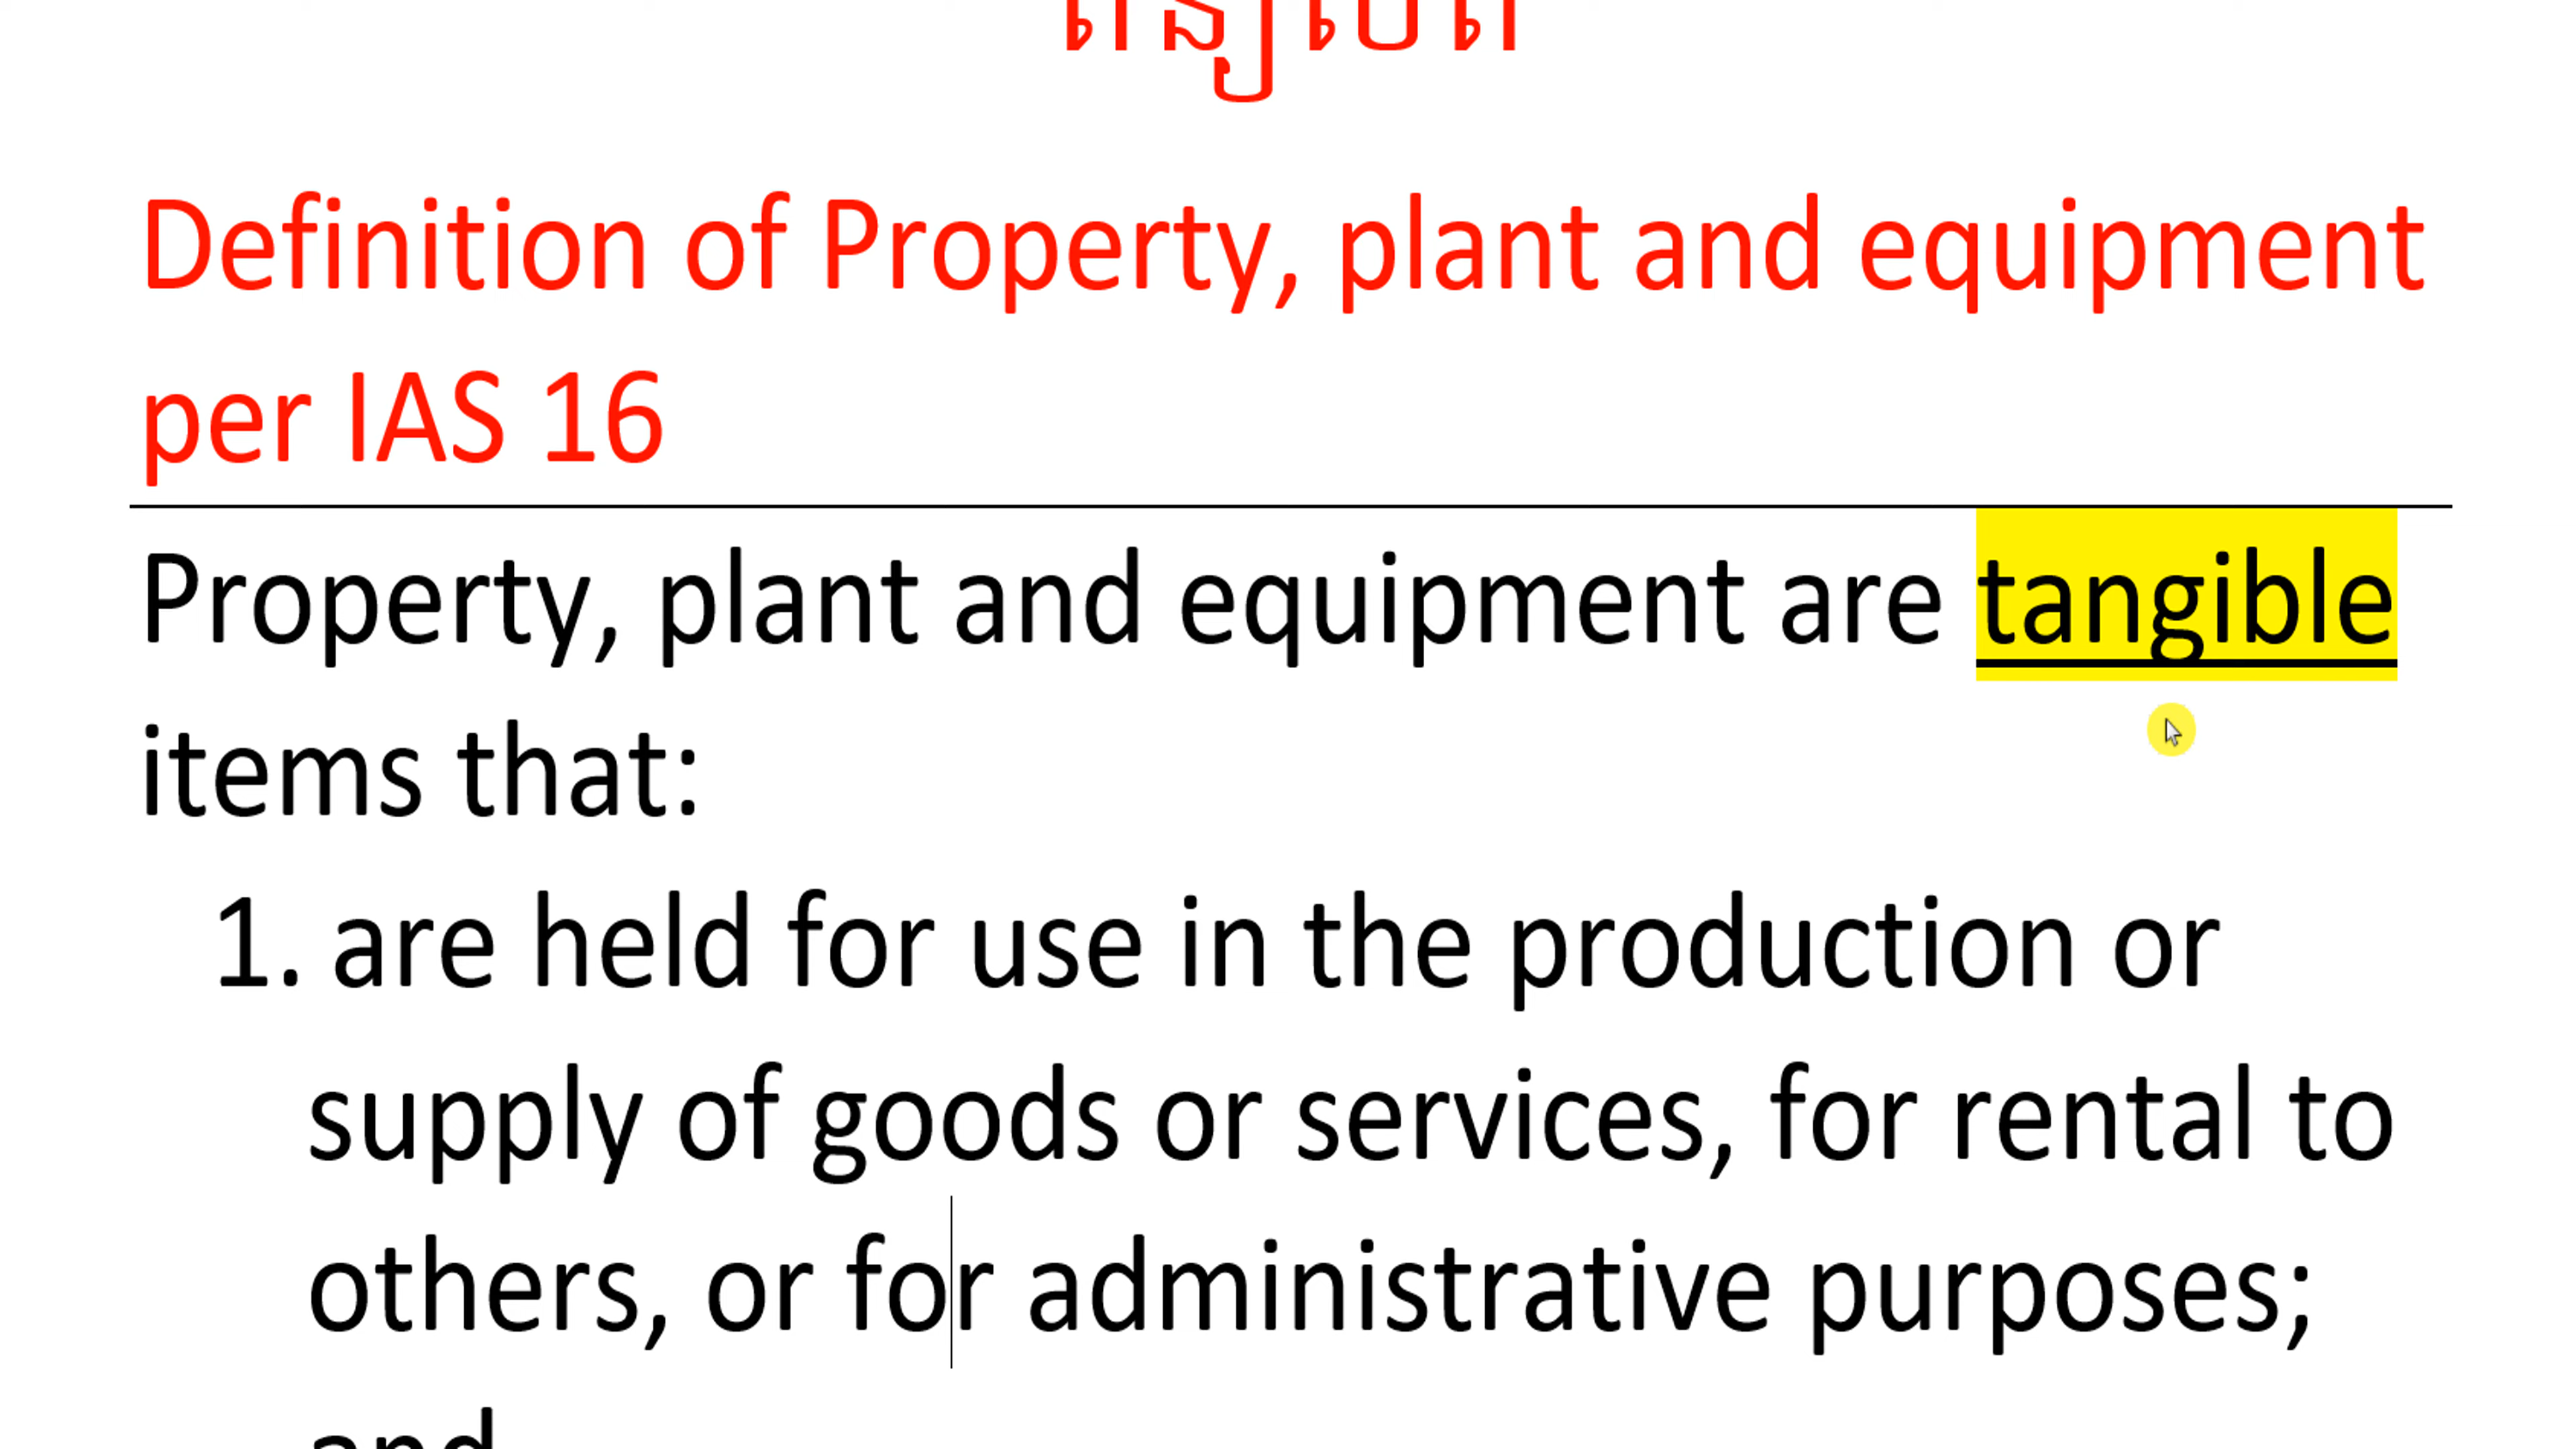 Definition of Property, plant and equipment
per IAS 16
Property, plant and equipment are tangible
items that:
1. are held for use in the production or
supply of goods or services, for rental to
others, or for administrative purposes;
and